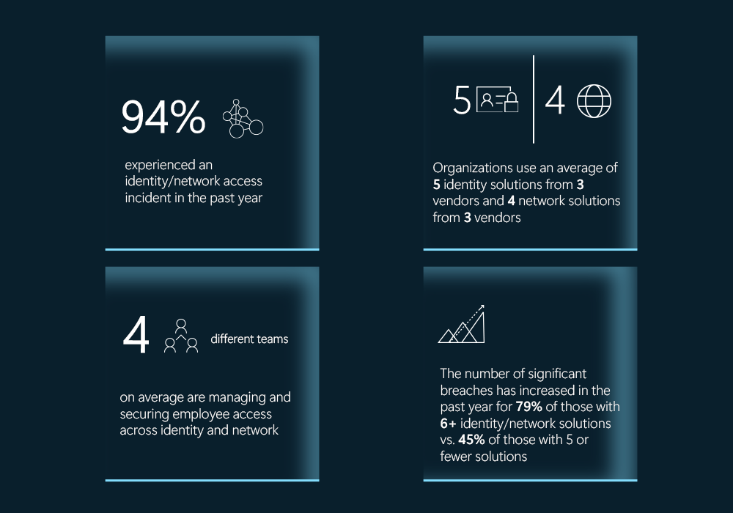 94%
experienced an
identity/network access
incident in the past year
5
4
Organizations use an average of
5 identity solutions from 3
vendors and 4 network solutions
from 3 vendors
4 different teams
on average are managing and
securing employee access
across identity and network
The number of significant
breaches has increased in the
past year for 79% of those with
6+ identity/network solutions
vs. 45% of those with 5 or
fewer solutions